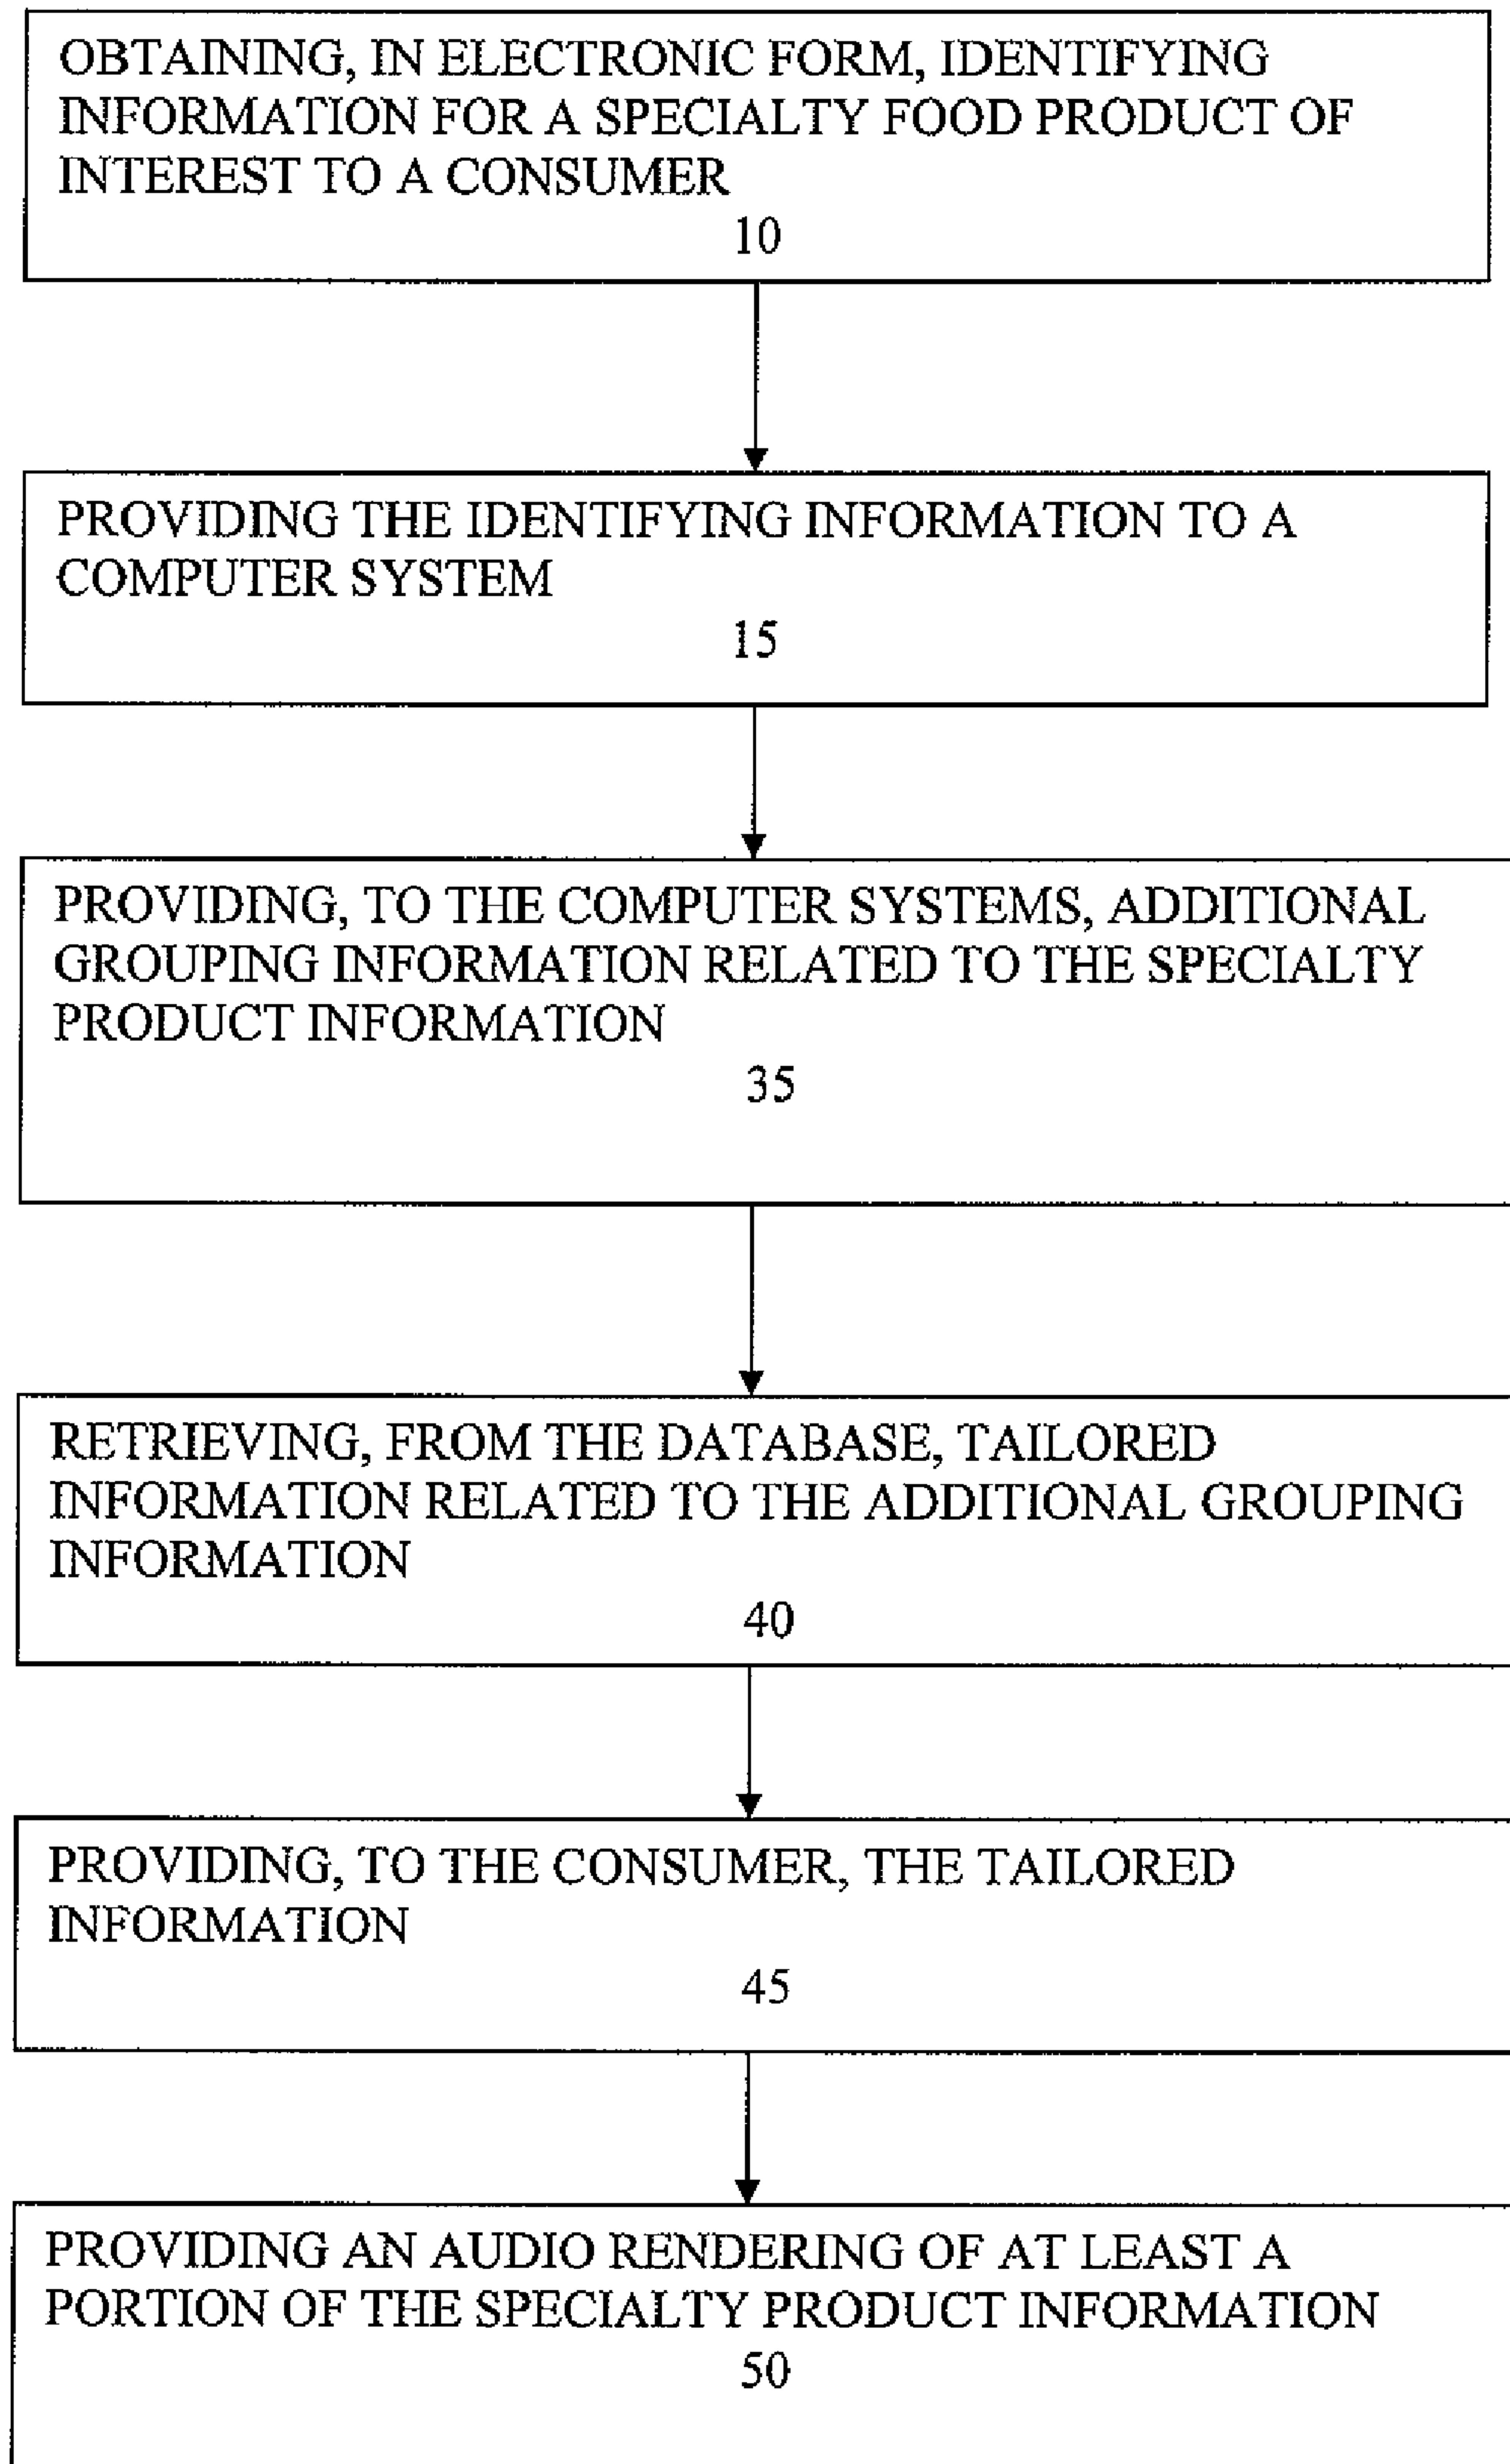 OBTAINING, IN ELECTRONIC FORM, IDENTIFYING
INFORMATION FOR A SPECIALTY FOOD PRODUCT OF
INTEREST TO A CONSUMER
10
PROVIDING THE IDENTIFYING INFORMATION TO A
COMPUTER SYSTEM
15
PROVIDING, TO THE COMPUTER SYSTEMS, ADDITIONAL
GROUPING INFORMATION RELATED TO THE SPECIALTY
PRODUCT INFORMATION
35
RETRIEVING, FROM THE DATABASE, TAILORED
INFORMATION RELATED TO THE ADDITIONAL GROUPING
INFORMATION
40
PROVIDING, TO THE CONSUMER, THE TAILORED
INFORMATION
45
PROVIDING AN AUDIO RENDERING OF AT LEAST A
PORTION OF THE SPECIALTY PRODUCT INFORMATION
50